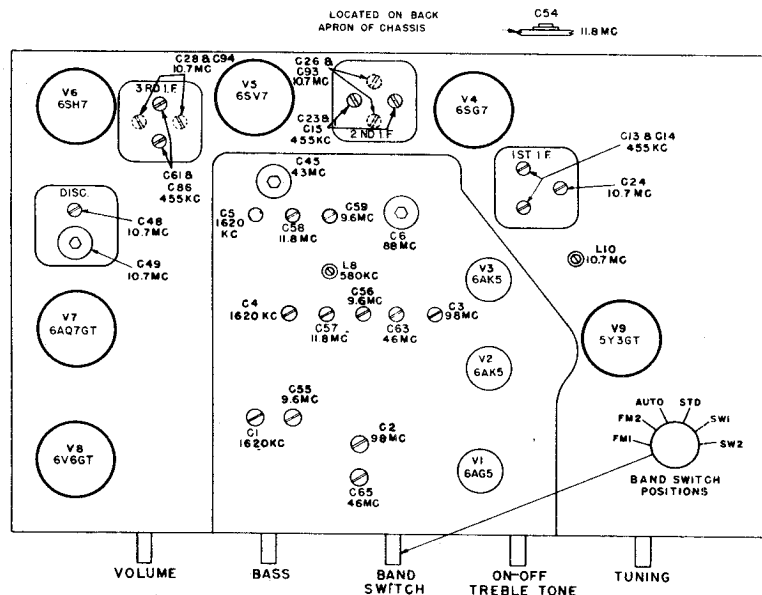 LOCATED ON BACK
APRON OF CHASSIS
C54
11.8 MC
C28 & C94
10.7 MC
V6
6SH7
3 RD I.F.
C61 &
C86
455KC
V5
6SV7
C26 &
C93
10.7MC
C23 &
C15
455KC
2 ND I.F.
V4
6SG7
C13 & C14
455 KC
1ST I.F.
C24
10.7 MC
DISC.
C48
10.7 MC
C49
10.7MC
C45
43MC
C5
1620
KC
C58
11.8 MC
C59
9.6MC
C6
88MC
L10
10.7 MC
L8
580KC
V3
6AK5
C4
1620 KC
C57
11.8MC
C56
9.6MC
C63
46MC
C3
98MC
V7
6AQ7GT
V9
5Y3GT
V2
6AK5
C1
1620KC
C55
9.6MC
C2
98MC
C65
46MC
V8
6V6GT
V1
6AG5
FM1
FM2
AUTO
STD
SW1
SW2
BAND SWITCH
POSITIONS
VOLUME
BASS
BAND
SWITCH
ON-OFF
TREBLE TONE
TUNING